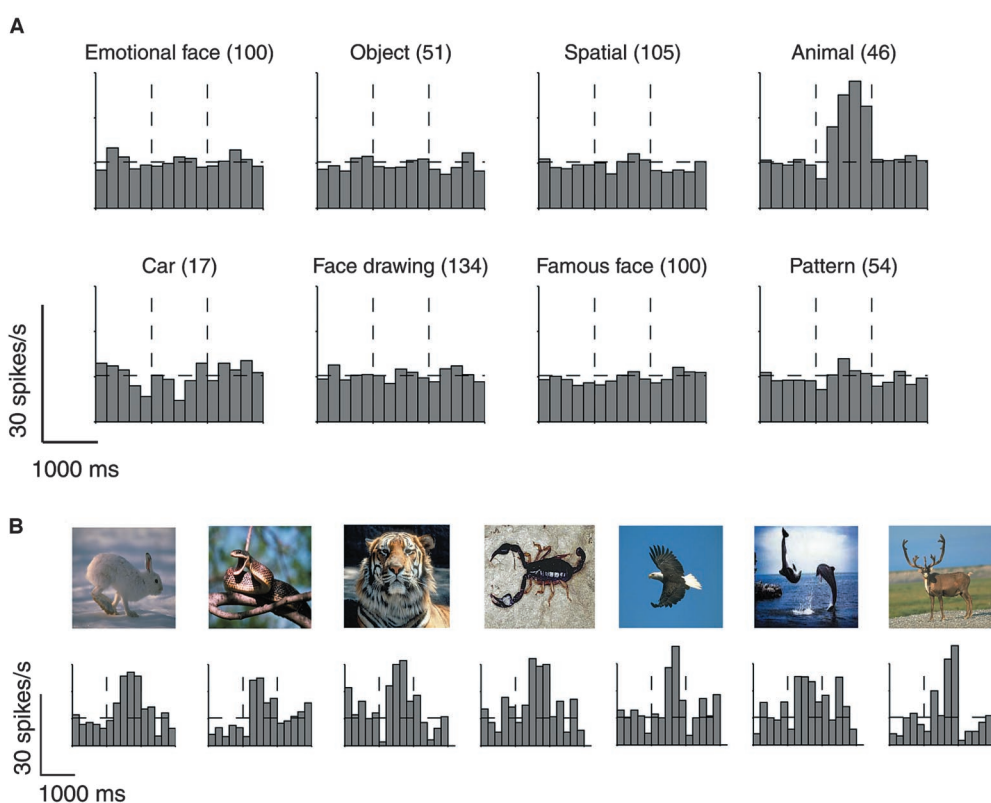 A
Emotional face (100)
Object (51)
Spatial (105)
Animal (46)
Car (17)
Face drawing (134)
Famous face (100)
Pattern (54)
30 spikes/s
1000 ms
B
30 spikes/s
1000 ms